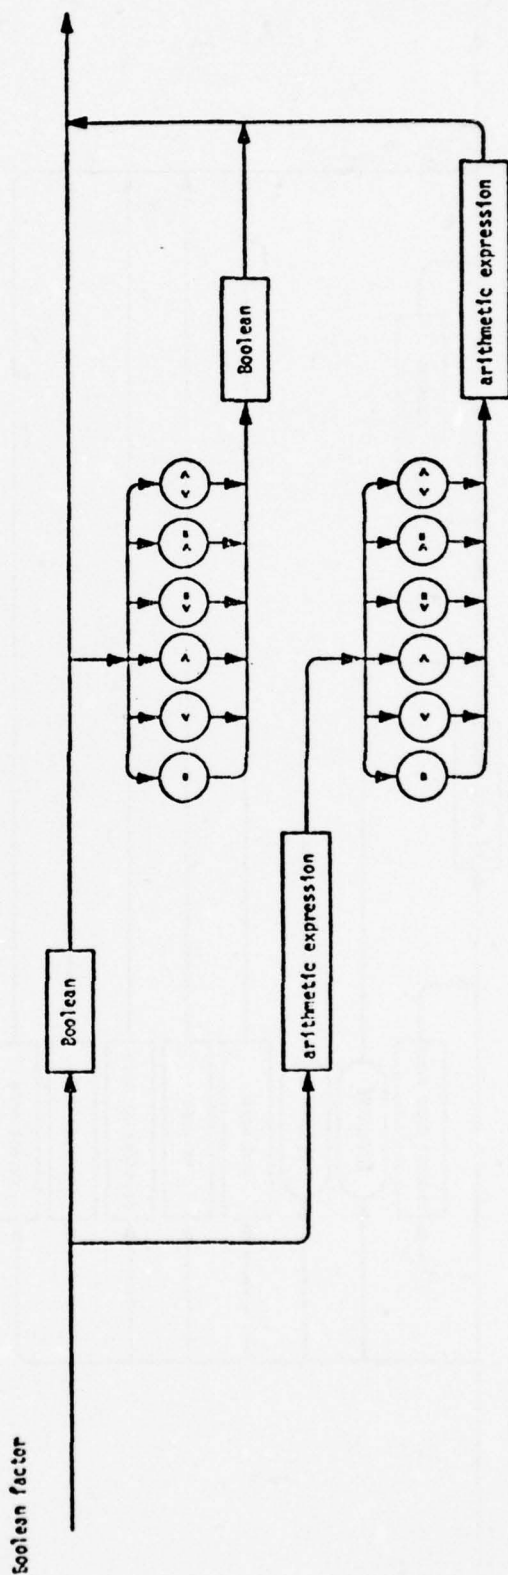 Boolean factor
Boolean
=
<
>
<=
>=
<>
Boolean
arithmetic expression
=
<
>
<=
>=
<>
arithmetic expression